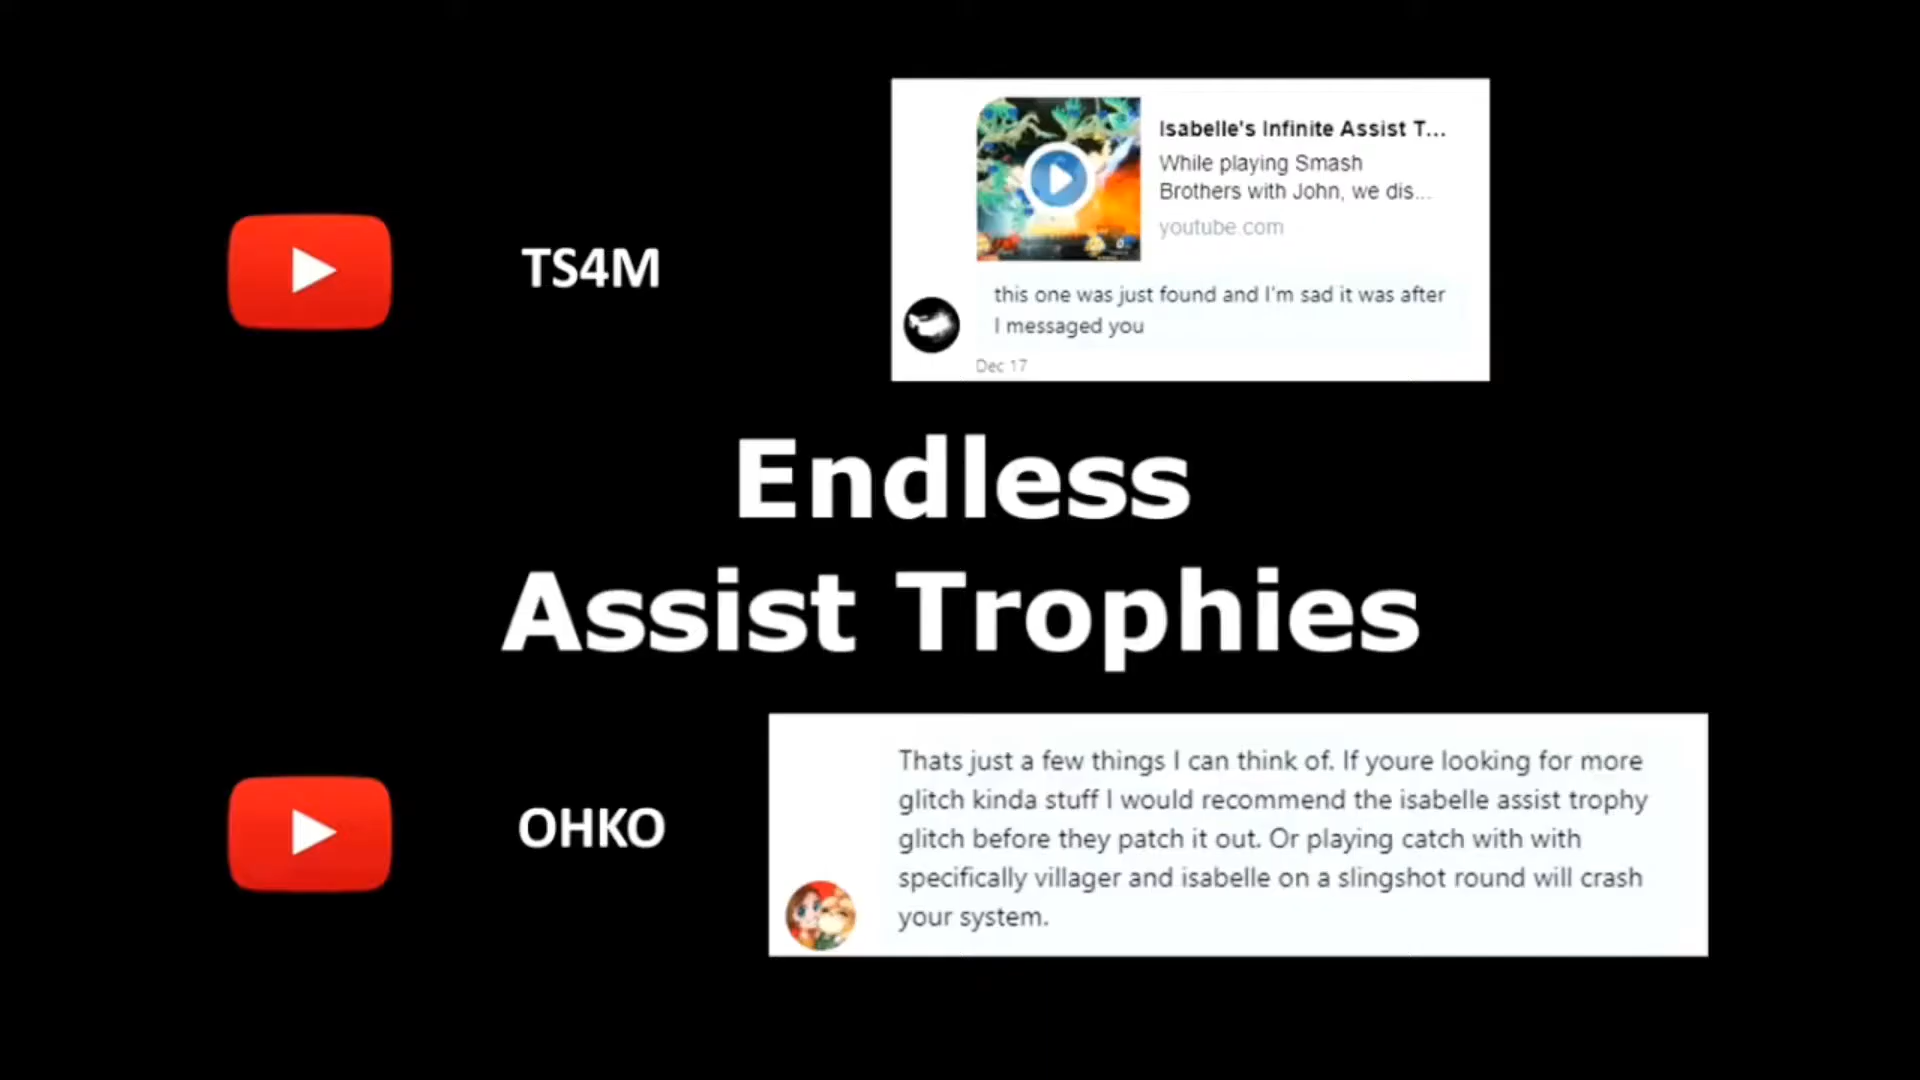 Isabelle's Infinite Assist T...
While playing Smash
Brothers with John, we dis...
youtube.com
TS4M
this one was just found and I'm sad it was after
I messaged you
Dec 17
Endless
Assist Trophies
OHKO
Thats just a few things I can think of. If youre looking for more
glitch kinda stuff I would recommend the isabelle assist trophy
glitch before they patch it out. Or playing catch with with
specifically villager and isabelle on a slingshot round will crash
your system.